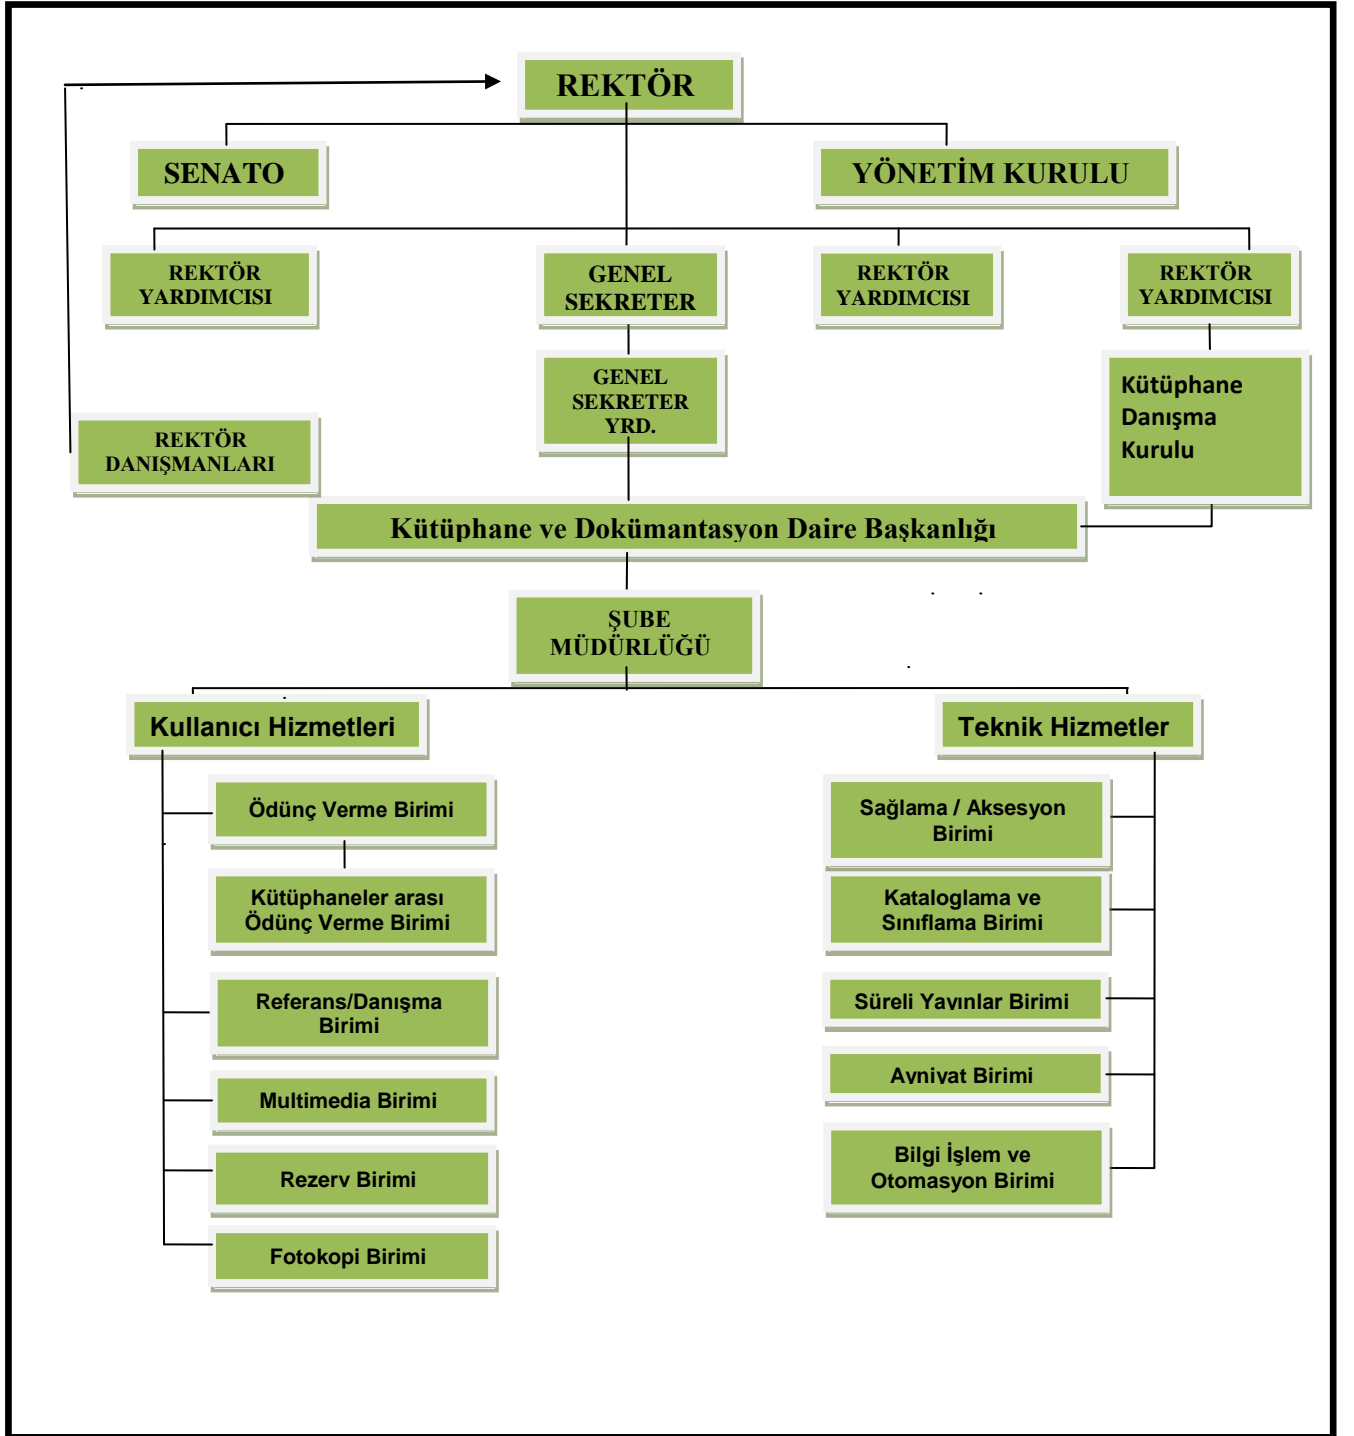 REKTÖR
SENATO
YÖNETİM KURULU
REKTÖR
YARDIMCISI
GENEL
SEKRETER
REKTÖR
YARDIMCISI
REKTÖR
YARDIMCISI
GENEL
SEKRETER
YRD.
Kütüphane
Danışma
Kurulu
REKTÖR
DANIŞMANLARI
Kütüphane ve Dokümantasyon Daire Başkanlığı
ŞUBE
MÜDÜRLÜĞÜ
Kullanıcı Hizmetleri
Ödünç Verme Birimi
Kütüphaneler arası
Ödünç Verme Birimi
Referans/Danışma
Birimi
Multimedia Birimi
Rezerv Birimi
Fotokopi Birimi
Teknik Hizmetler
Sağlama / Aksesyon
Birimi
Kataloglama ve
Sınıflama Birimi
Süreli Yayınlar Birimi
Ayniyat Birimi
Bilgi İşlem ve
Otomasyon Birimi